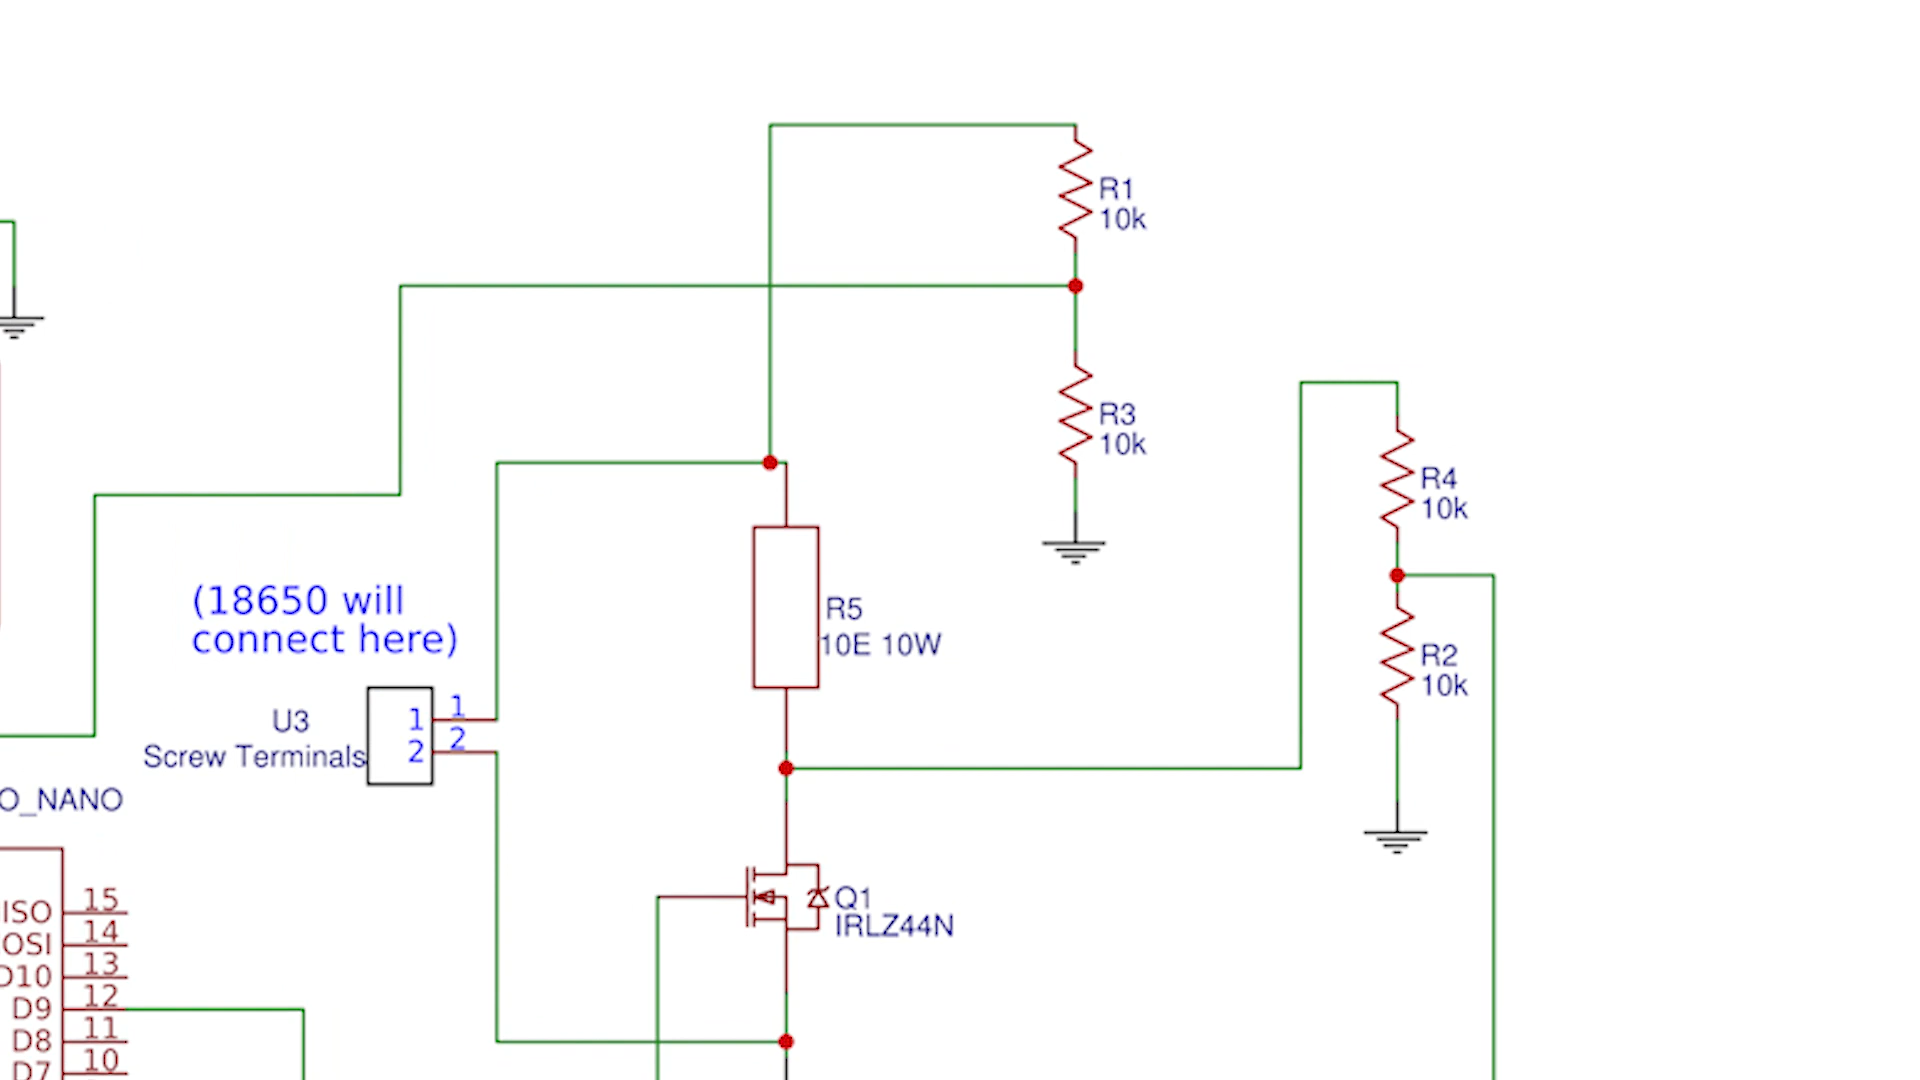 R1
10k
R3
10k
R4
10k
(18650 will
connect here)
R5
10E 10W
R2
10k
U3
Screw Terminals
1 1
2 2
O_NANO
Q1
IRLZ44N
ISO 15
OSI 14
D10 13
D9 12
D8 11
D7 10